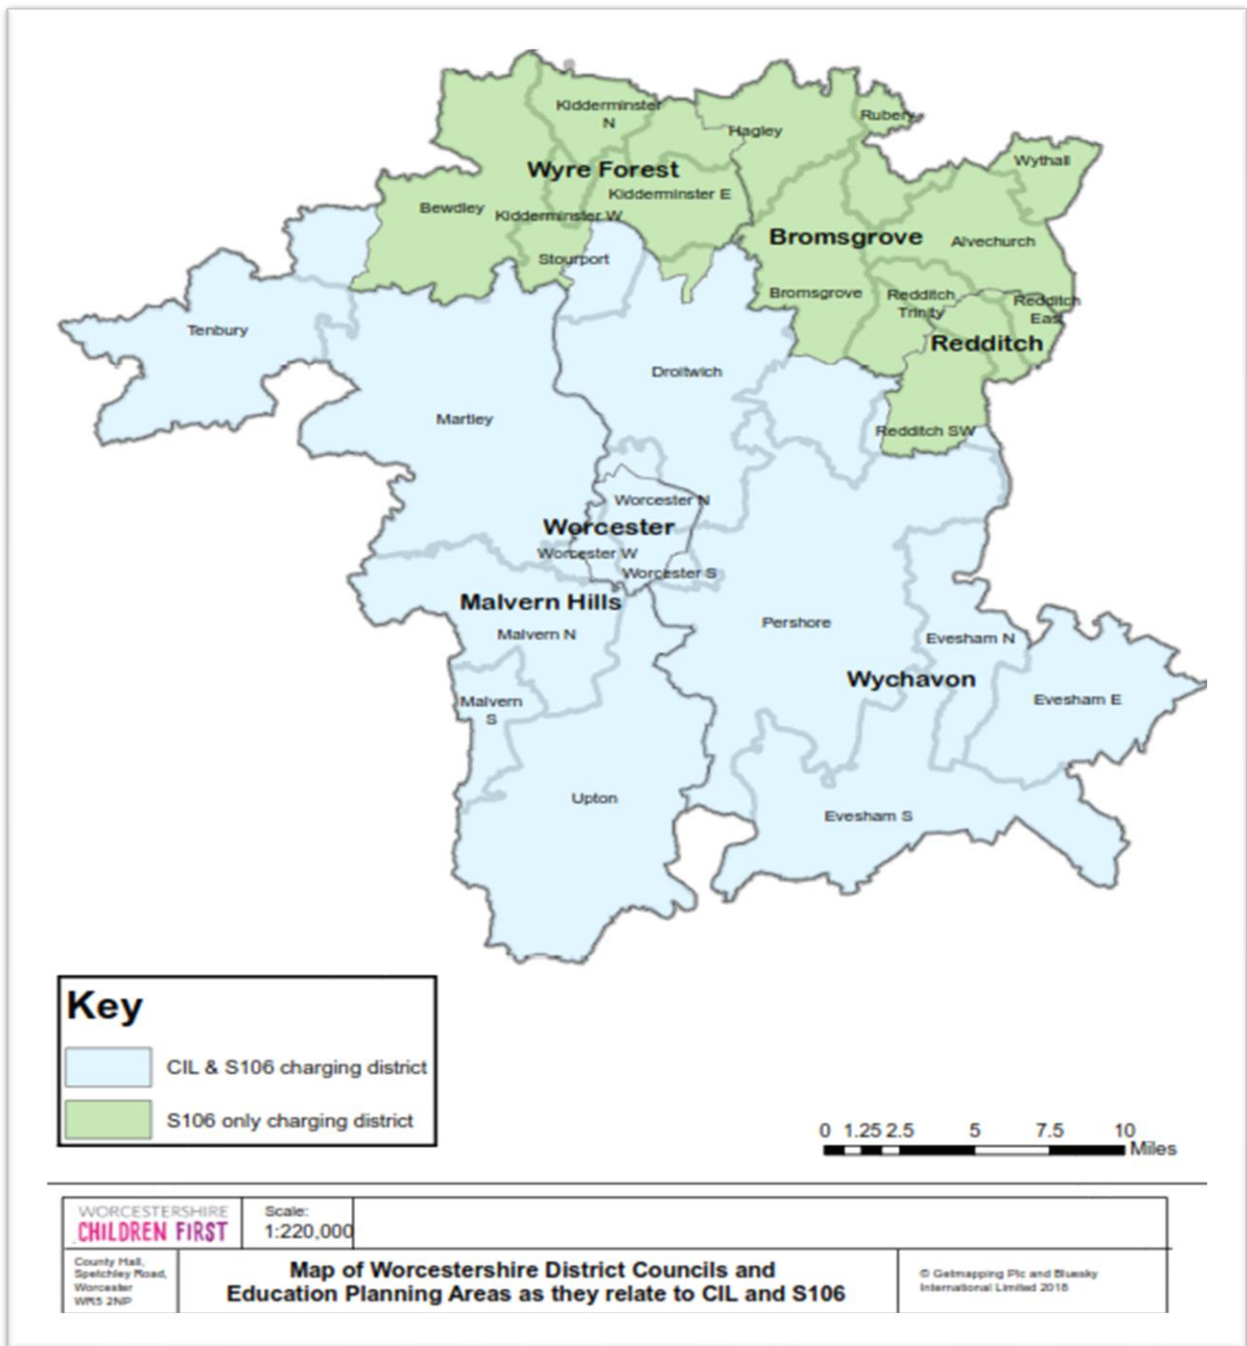 Kidderminster
N
Hagley
Rubery
Wythall
Wyre Forest
Kidderminster E
Bewdley
Kidderminster W
Bromsgrove
Alvechurch
Stourport
Bromsgrove
Redditch
Trinity
Redditch
East
Tenbury
Redditch
Droitwich
Martley
Redditch SW
Worcester N
Worcester
Worcester W
Worcester S
Malvern Hills
Malvern N
Pershore
Evesham N
Wychavon
Malvern
S
Evesham E
Upton
Evesham S
Key
CIL & S106 charging district
S106 only charging district
0 1.25 2.5 5 7.5 10
Miles
WORCESTERSHIRE
CHILDREN FIRST
Scale:
1:220,000
County Hall,
Spetchley Road,
Worcester
WR5 2NP
Map of Worcestershire District Councils and
Education Planning Areas as they relate to CIL and S106
© Getmapping Plc and Bluesky
International Limited 2016